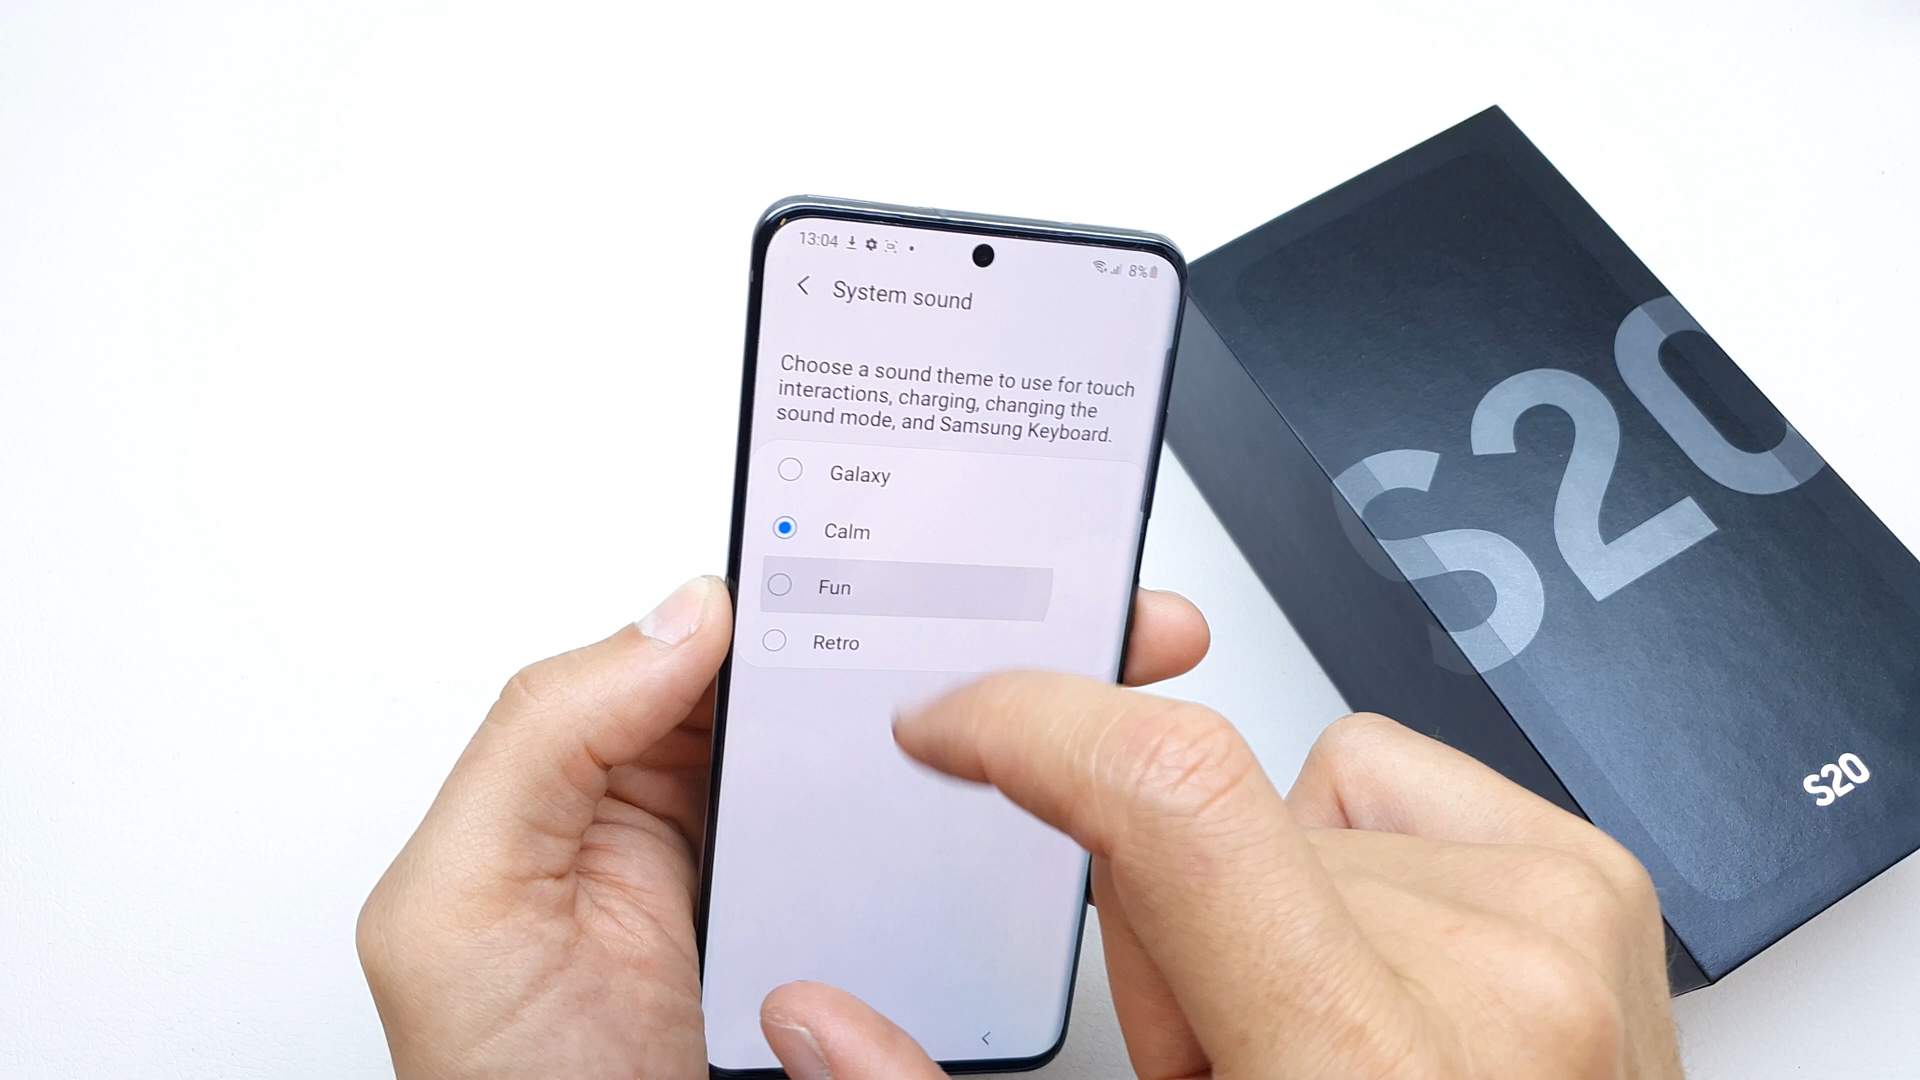 13:04
8%
System sound
Choose a sound theme to use for touch
interactions, charging, changing the
sound mode, and Samsung Keyboard.
Galaxy
Calm
Fun
Retro
S20
S20